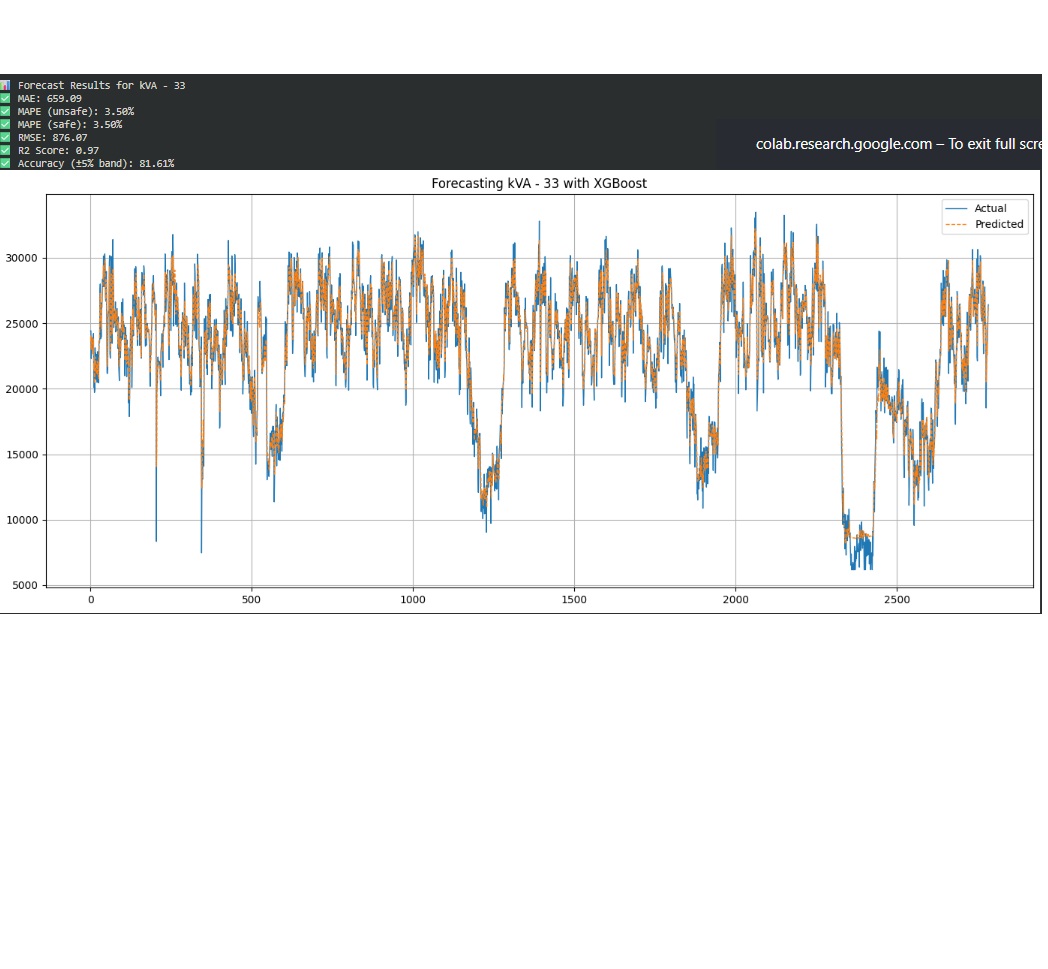 Forecast Results for kVA - 33
MAE: 659.09
MAPE (unsafe): 3.50%
MAPE (safe): 3.50%
RMSE: 876.07
R2 Score: 0.97
Accuracy (±5% band): 81.61%
colab.research.google.com – To exit full scre
Forecasting kVA - 33 with XGBoost
Actual
Predicted
30000
25000
20000
15000
10000
5000
0 500 1000 1500 2000 2500